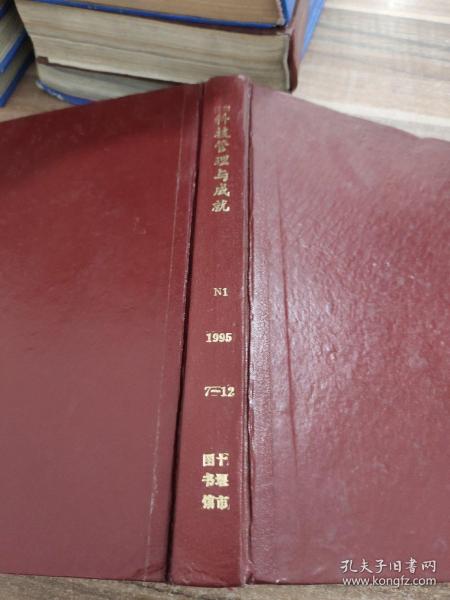 科技管理与成就
N1
1995
7—12
十堰市
图书馆
孔夫子旧书网
www.kongfz.com